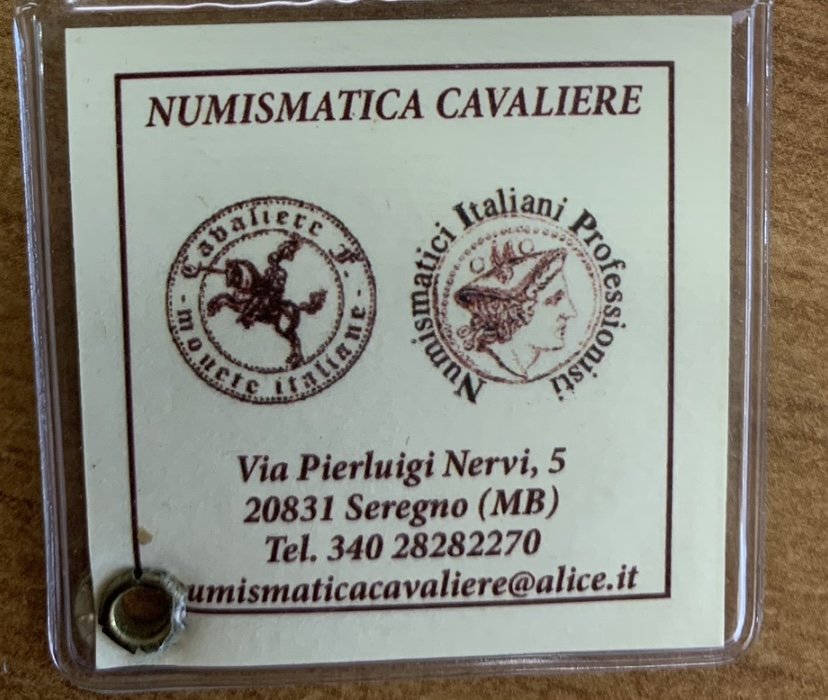 NUMISMATICA CAVALIERE
Cavaliere F.
- monete italiane -
Numismatici Italiani Professionisti
Via Pierluigi Nervi, 5
20831 Seregno (MB)
Tel. 340 28282270
umismaticacavaliere@alice.it